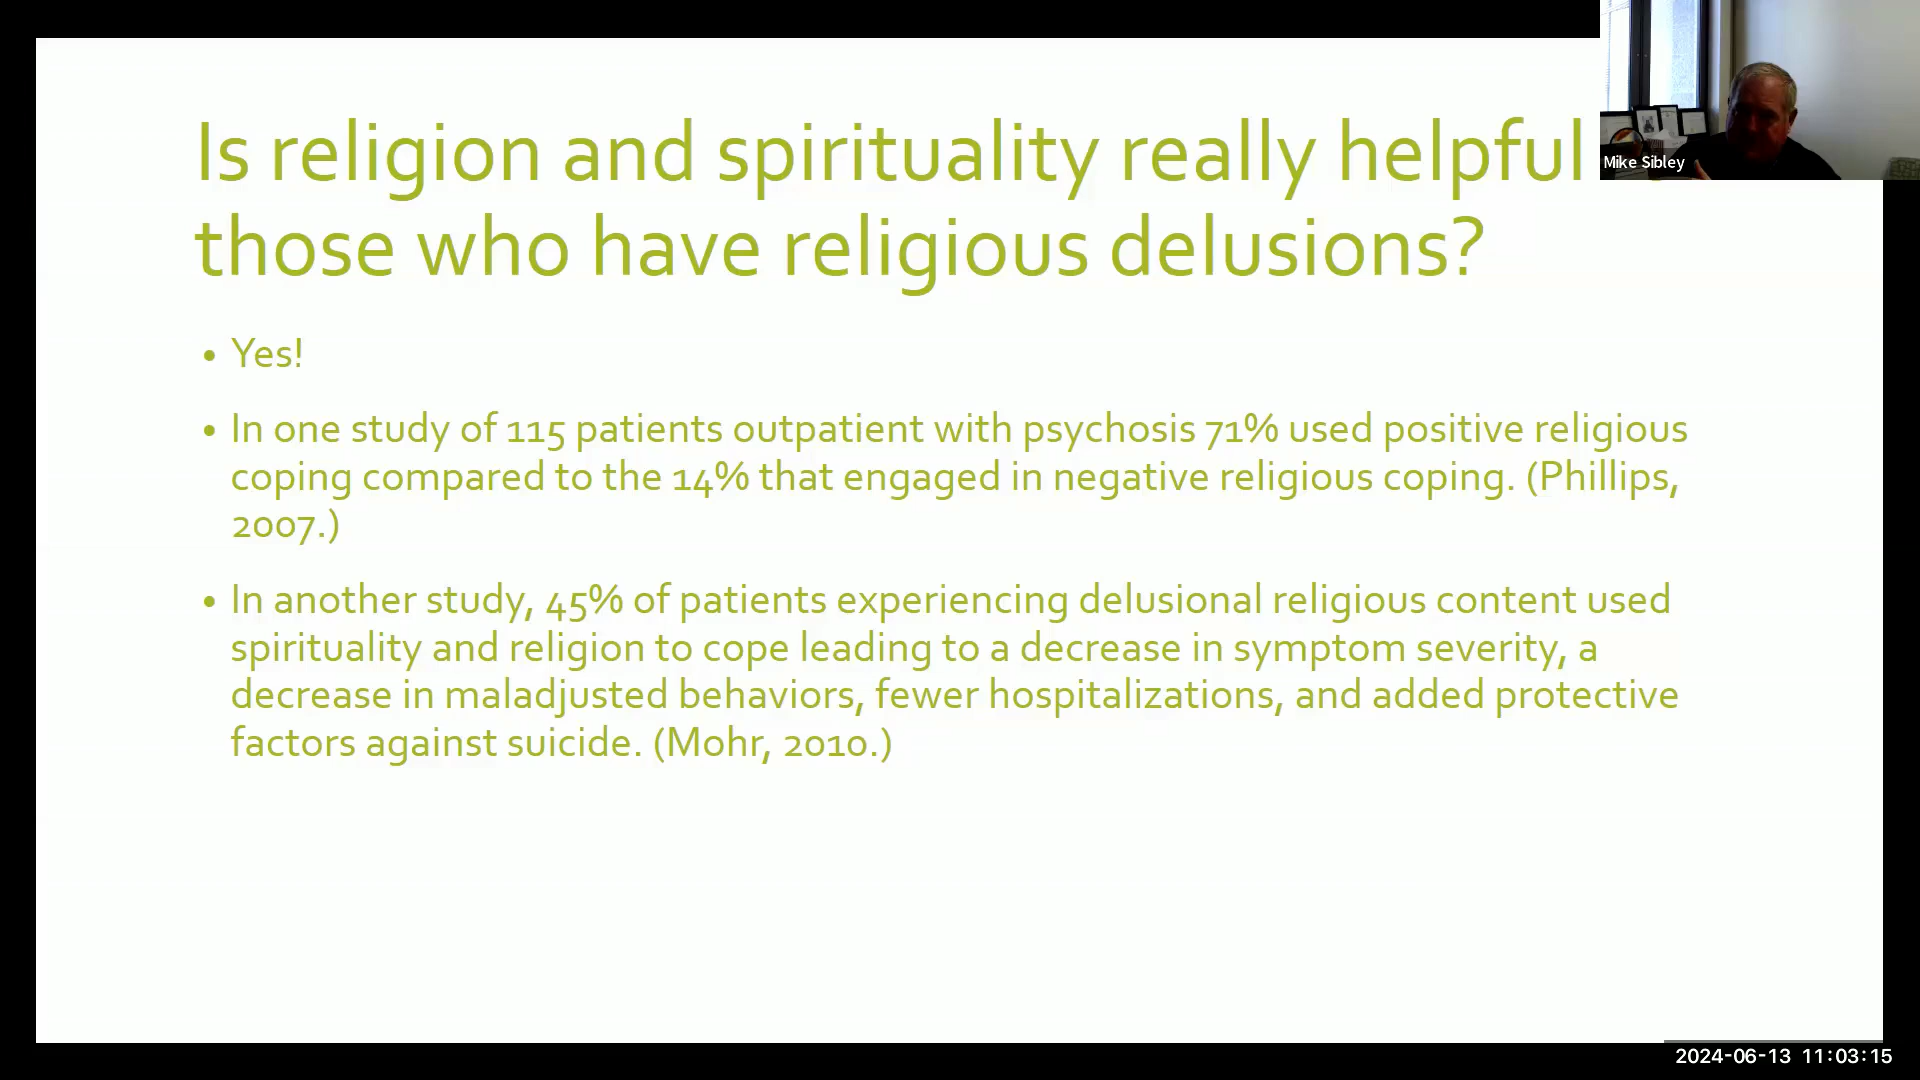 Is religion and spirituality really helpful
those who have religious delusions?
Mike Sibley
• Yes!
• In one study of 115 patients outpatient with psychosis 71% used positive religious
coping compared to the 14% that engaged in negative religious coping. (Phillips,
2007.)
• In another study, 45% of patients experiencing delusional religious content used
spirituality and religion to cope leading to a decrease in symptom severity, a
decrease in maladjusted behaviors, fewer hospitalizations, and added protective
factors against suicide. (Mohr, 2010.)
2024-06-13 11:03:15